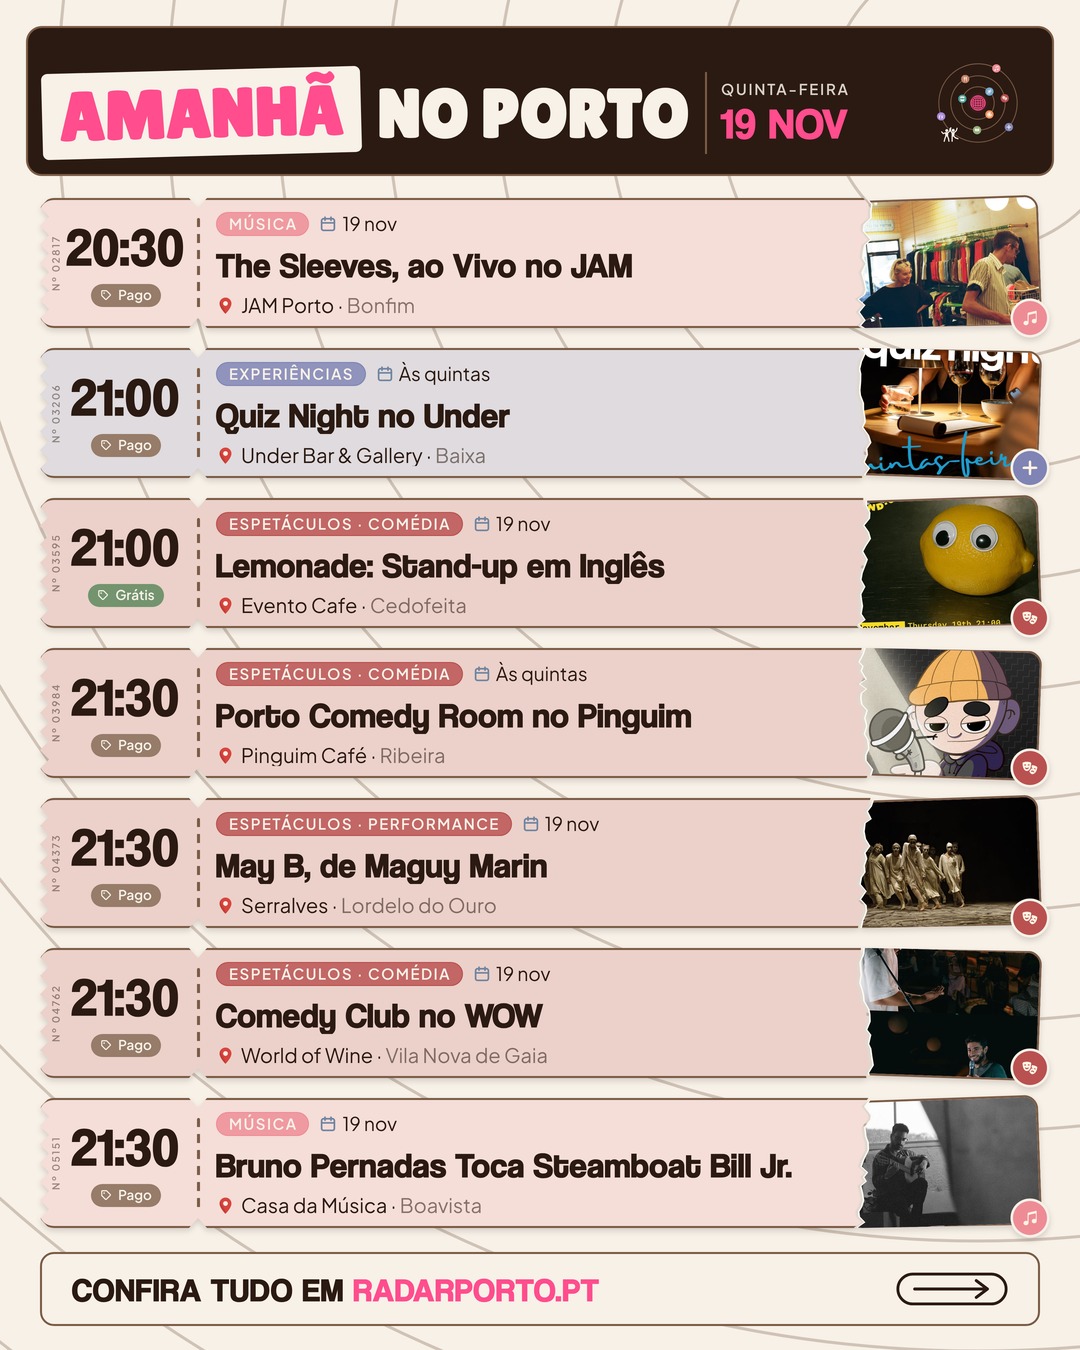 AMANHÃ NO PORTO
QUINTA-FEIRA
19 NOV
Nº 02817
20:30
Pago
MÚSICA
19 nov
The Sleeves, ao Vivo no JAM
JAM Porto · Bonfim
Nº 03206
21:00
Pago
EXPERIÊNCIAS
Às quintas
Quiz Night no Under
Under Bar & Gallery · Baixa
Nº 03595
21:00
Grátis
ESPETÁCULOS · COMÉDIA
19 nov
Lemonade: Stand-up em Inglês
Evento Cafe · Cedofeita
Thursday 19th 21:00
Nº 03984
21:30
Pago
ESPETÁCULOS · COMÉDIA
Às quintas
Porto Comedy Room no Pinguim
Pinguim Café · Ribeira
Nº 04373
21:30
Pago
ESPETÁCULOS · PERFORMANCE
19 nov
May B, de Maguy Marin
Serralves · Lordelo do Ouro
Nº 04762
21:30
Pago
ESPETÁCULOS · COMÉDIA
19 nov
Comedy Club no WOW
World of Wine · Vila Nova de Gaia
Nº 05151
21:30
Pago
MÚSICA
19 nov
Bruno Pernadas Toca Steamboat Bill Jr.
Casa da Música · Boavista
CONFIRA TUDO EM RADARPORTO.PT